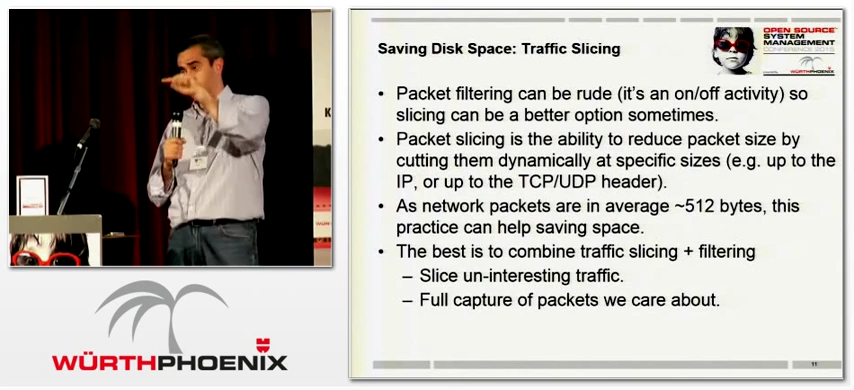 Saving Disk Space: Traffic Slicing
OPEN SOURCE
SYSTEM
MANAGEMENT
CONFERENCE 2015
WÜRTHPHOENIX
• Packet filtering can be rude (it's an on/off activity) so
slicing can be a better option sometimes.
• Packet slicing is the ability to reduce packet size by
cutting them dynamically at specific sizes (e.g. up to the
IP, or up to the TCP/UDP header).
• As network packets are in average ~512 bytes, this
practice can help saving space.
• The best is to combine traffic slicing + filtering
– Slice un-interesting traffic.
– Full capture of packets we care about.
11
K
WÜRTHPHOENIX